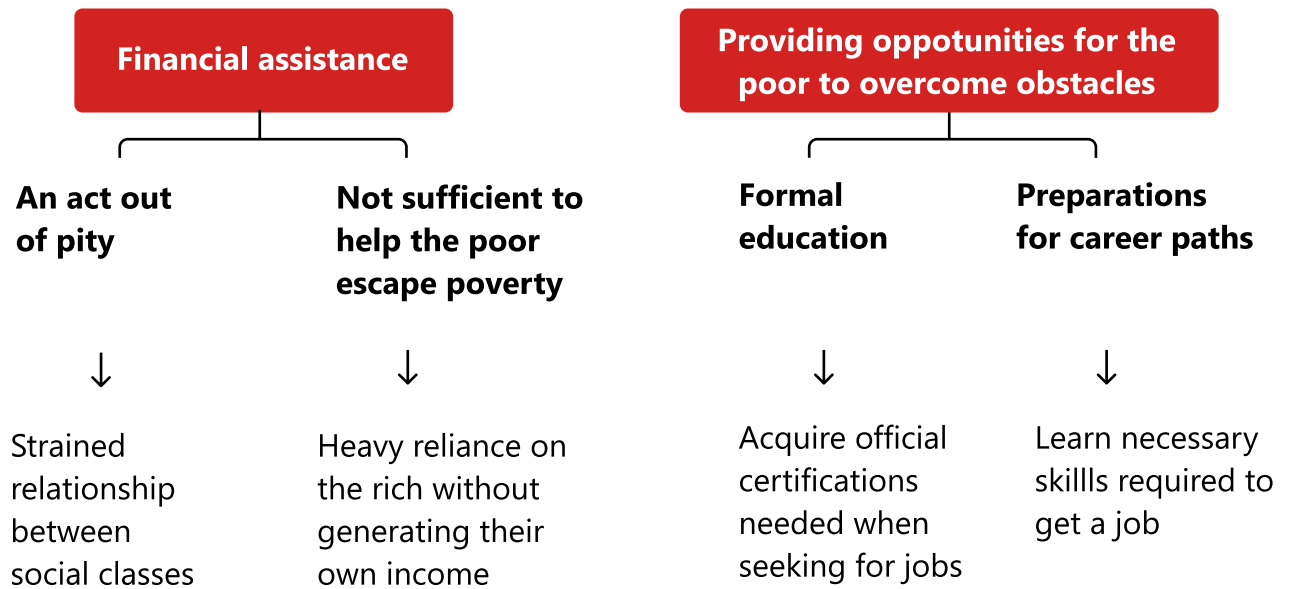 Financial assistance
An act out
of pity
Not sufficient to
help the poor
escape poverty
Strained
relationship
between
social classes
Heavy reliance on
the rich without
generating their
own income
Providing oppotunities for the
poor to overcome obstacles
Formal
education
Preparations
for career paths
Acquire official
certifications
needed when
seeking for jobs
Learn necessary
skillls required to
get a job